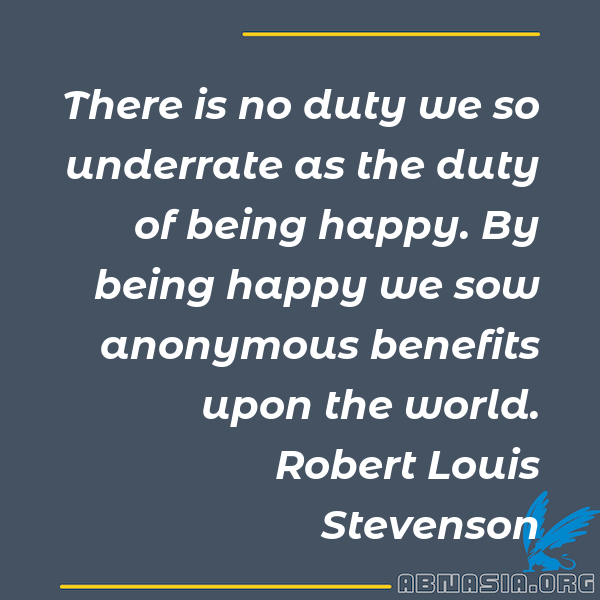 There is no duty we so
underrate as the duty
of being happy. By
being happy we sow
anonymous benefits
upon the world.
Robert Louis
Stevenson
ABNASIA.ORG